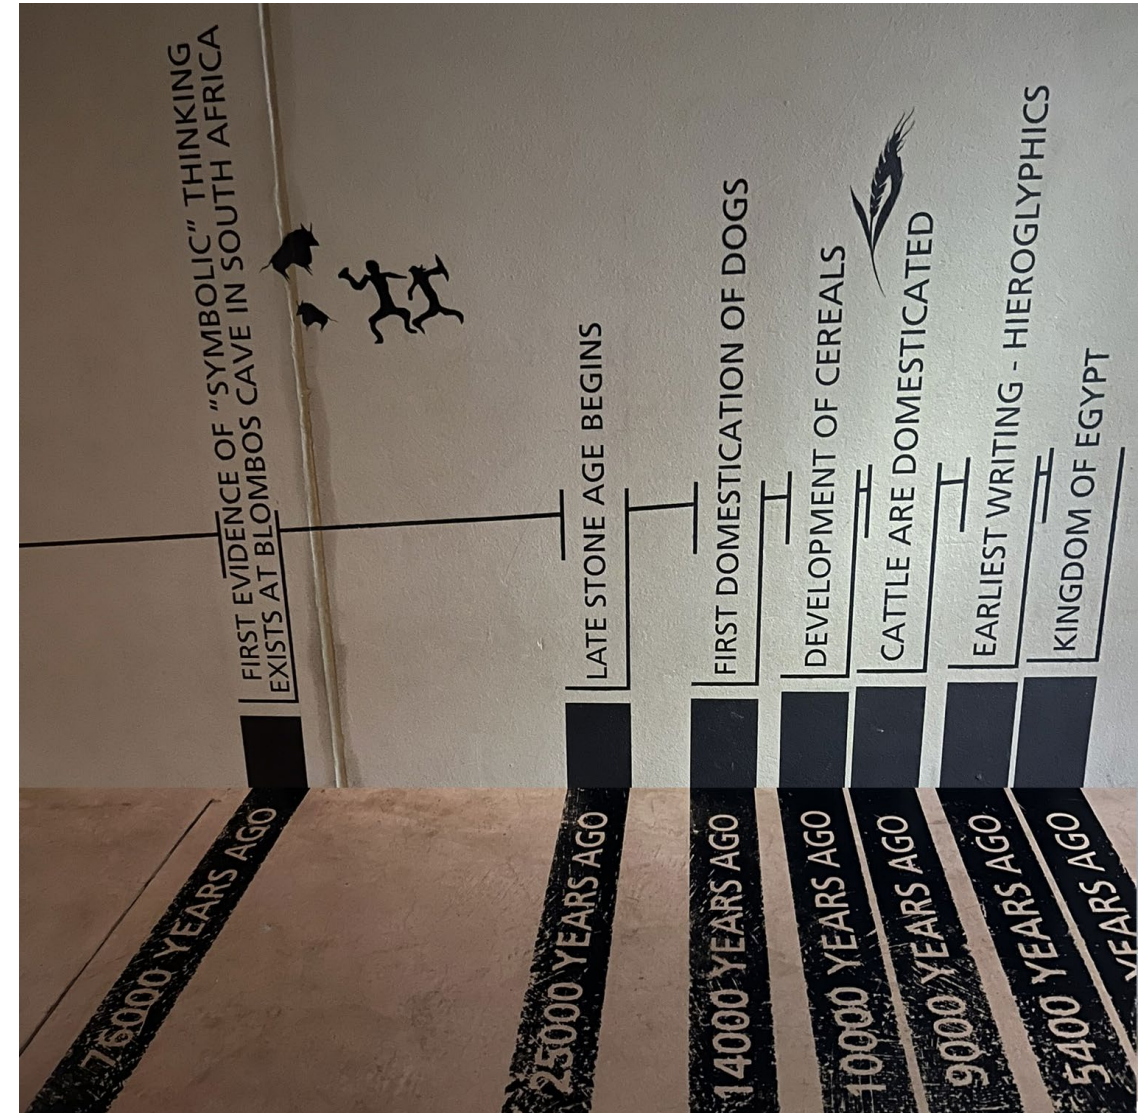 FIRST EVIDENCE OF "SYMBOLIC" THINKING
EXISTS AT BLOMBOS CAVE IN SOUTH AFRICA
76000 YEARS AGO
LATE STONE AGE BEGINS
25000 YEARS AGO
FIRST DOMESTICATION OF DOGS
14000 YEARS AGO
DEVELOPMENT OF CEREALS
10000 YEARS AGO
CATTLE ARE DOMESTICATED
9000 YEARS AGO
EARLIEST WRITING - HIEROGLYPHICS
5400 YEARS AGO
KINGDOM OF EGYPT
YEARS AGO